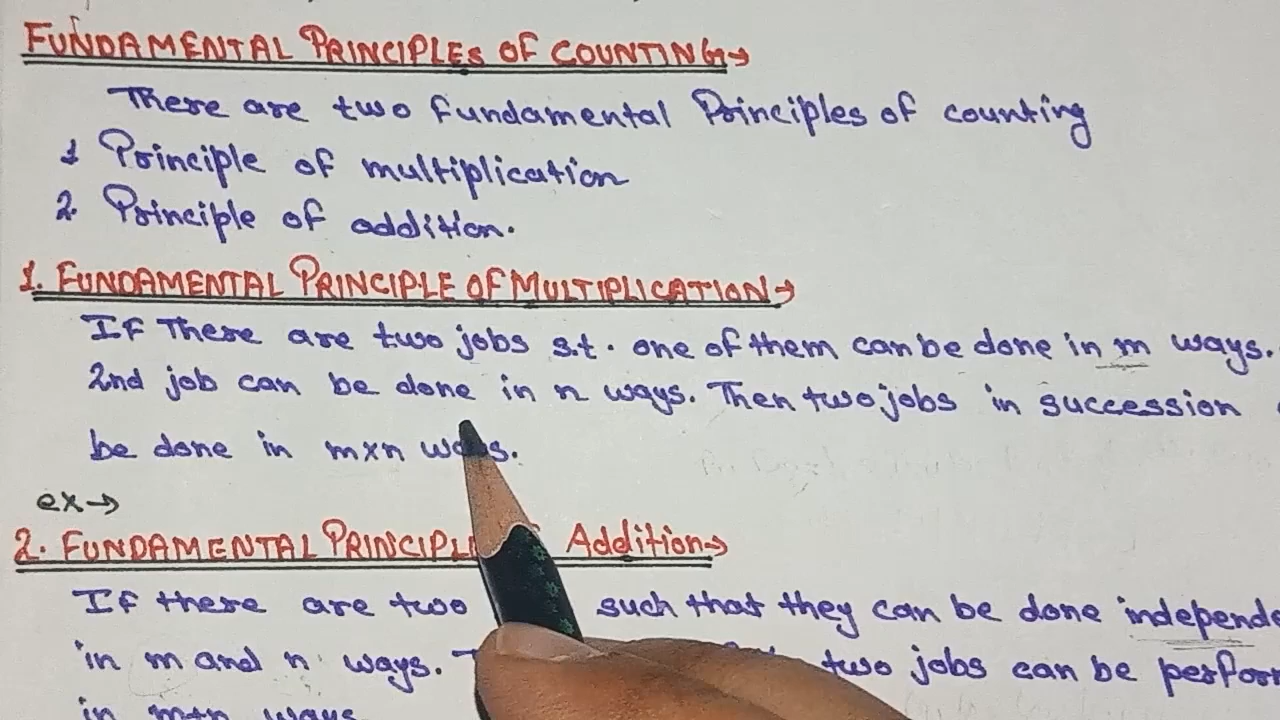 FUNDAMENTAL PRINCIPLES OF COUNTING→
There are two fundamental Principles of counting
1 Principle of multiplication
2. Principle of addition.
1. FUNDAMENTAL PRINCIPLE OF MULTIPLICATION→
If There are two jobs s.t. one of them can be done in m ways.
2nd job can be done in n ways. Then two jobs in succession
be done in m×n ways.
ex→
2. FUNDAMENTAL PRINCIPLE Addition→
If there are two such that they can be done independe
in m and n ways. two jobs can be perfor
in m+n ways